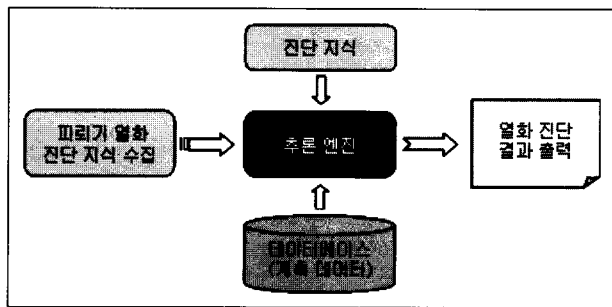 진단 지식
피뢰기 열화
진단 지식 수집
추론 엔진
열화 진단
결과 출력
데이터베이스
(계측 데이터)